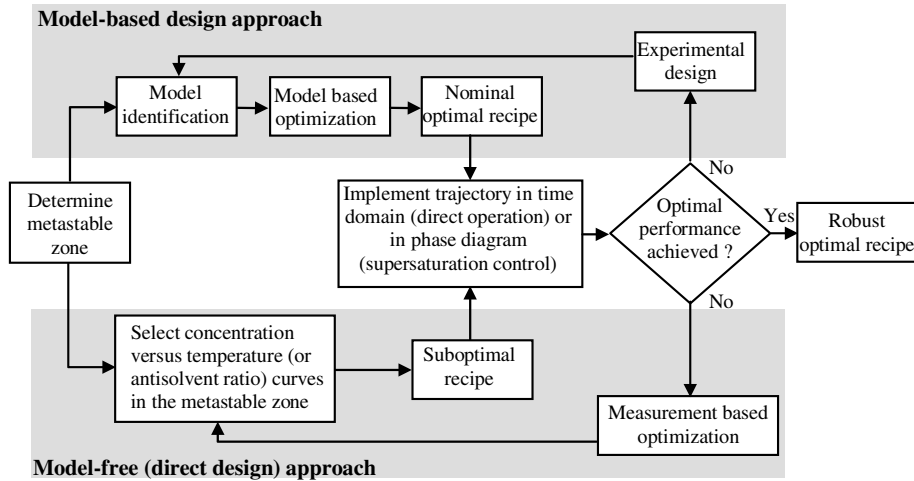 Model-based design approach
Experimental
design
Model
identification
Model based
optimization
Nominal
optimal recipe
No
Determine
metastable
zone
Implement trajectory in time
domain (direct operation) or
in phase diagram
(supersaturation control)
Optimal
performance
achieved ?
Yes
Robust
optimal recipe
No
Select concentration
versus temperature (or
antisolvent ratio) curves
in the metastable zone
Suboptimal
recipe
Measurement based
optimization
Model-free (direct design) approach